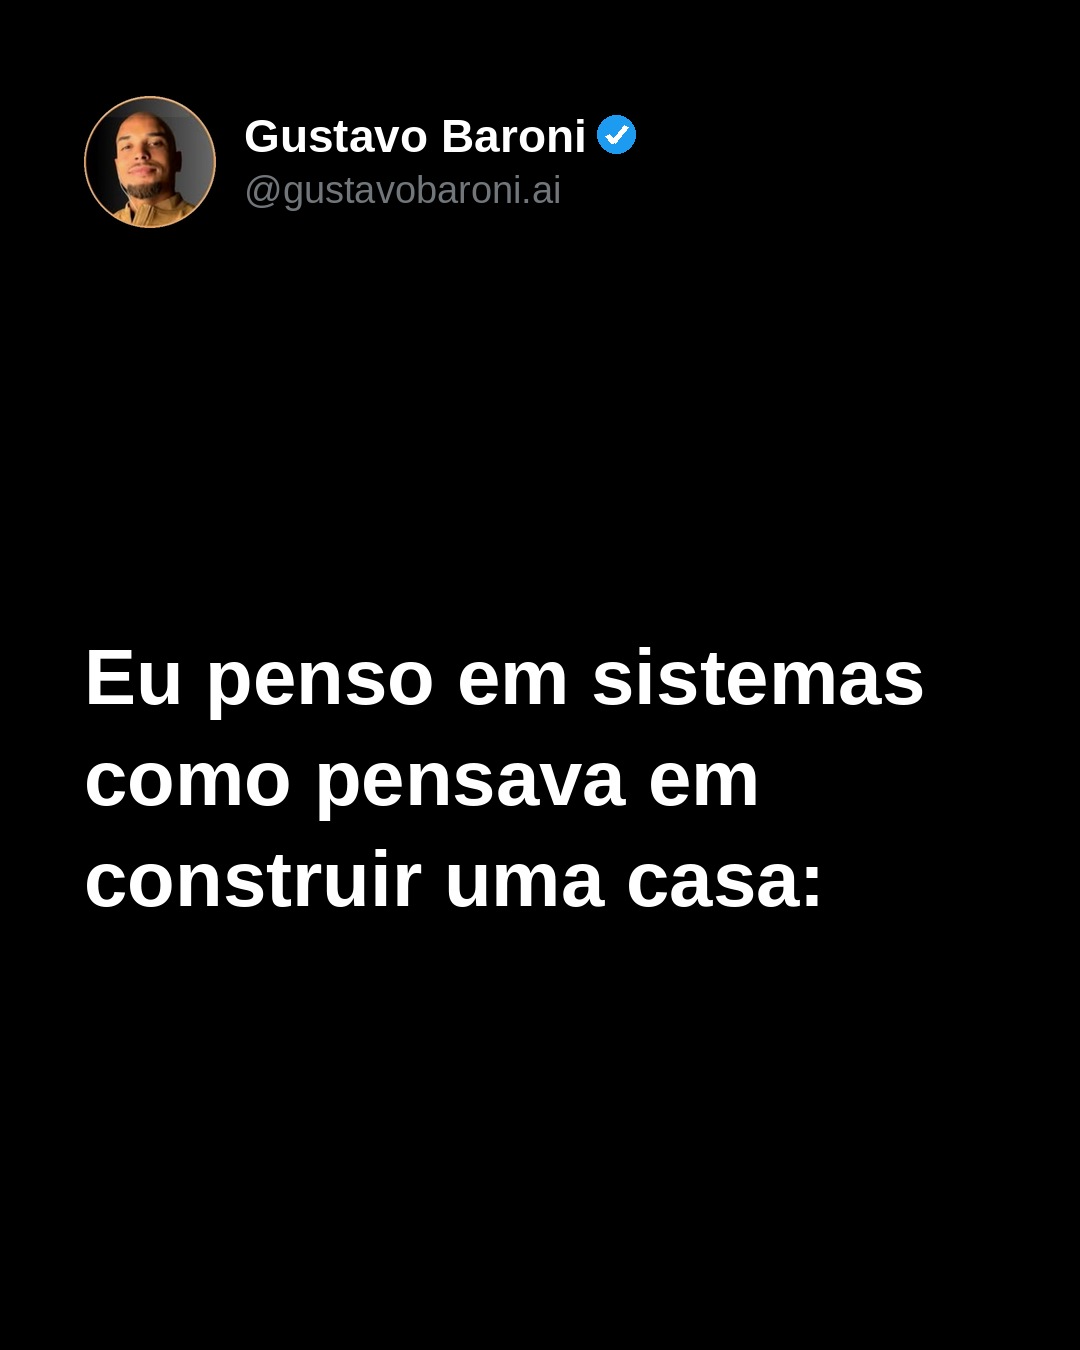 Gustavo Baroni
@gustavobaroni.ai
Eu penso em sistemas
como pensava em
construir uma casa: